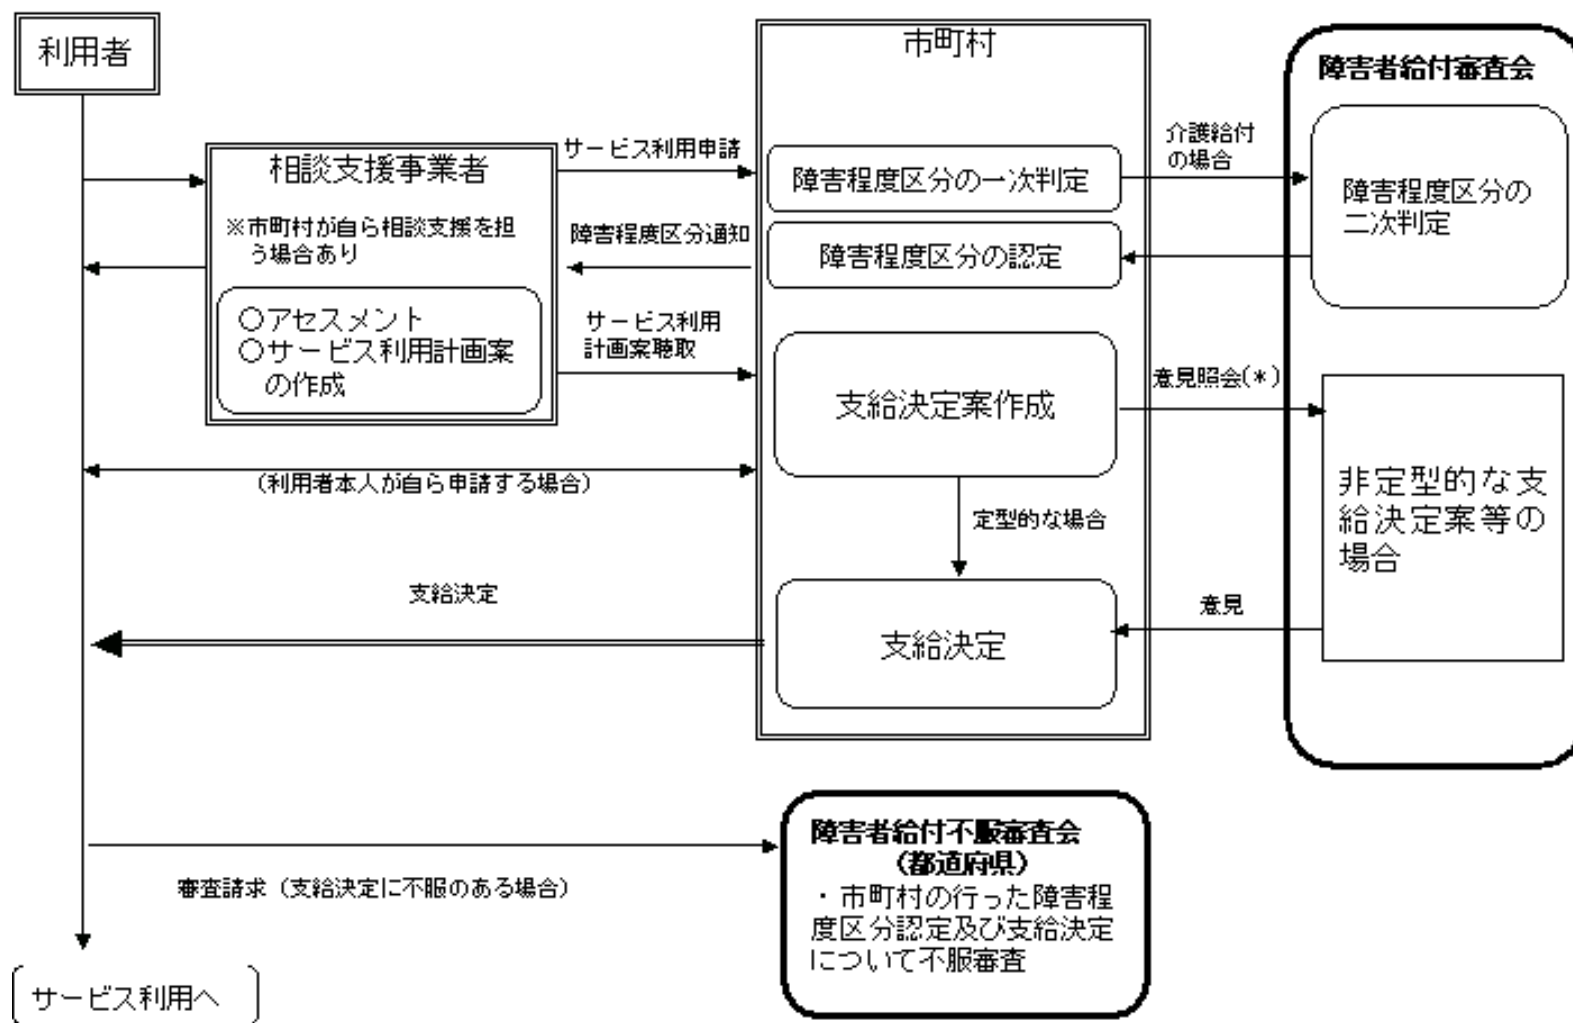 利用者
市町村
障害者給付審査会
相談支援事業者
※市町村が自ら相談支援を担
う場合あり
○アセスメント
○サービス利用計画案
の作成
サービス利用申請
障害程度区分通知
サービス利用
計画案聴取
障害程度区分の一次判定
障害程度区分の認定
介護給付
の場合
障害程度区分の
二次判定
支給決定案作成
意見照会(*)
非定型的な支
給決定案等の
場合
(利用者本人が自ら申請する場合)
定型的な場合
支給決定
支給決定
意見
障害者給付不服審査会
(都道府県)
・市町村の行った障害程
度区分認定及び支給決定
について不服審査
審査請求(支給決定に不服のある場合)
サービス利用へ